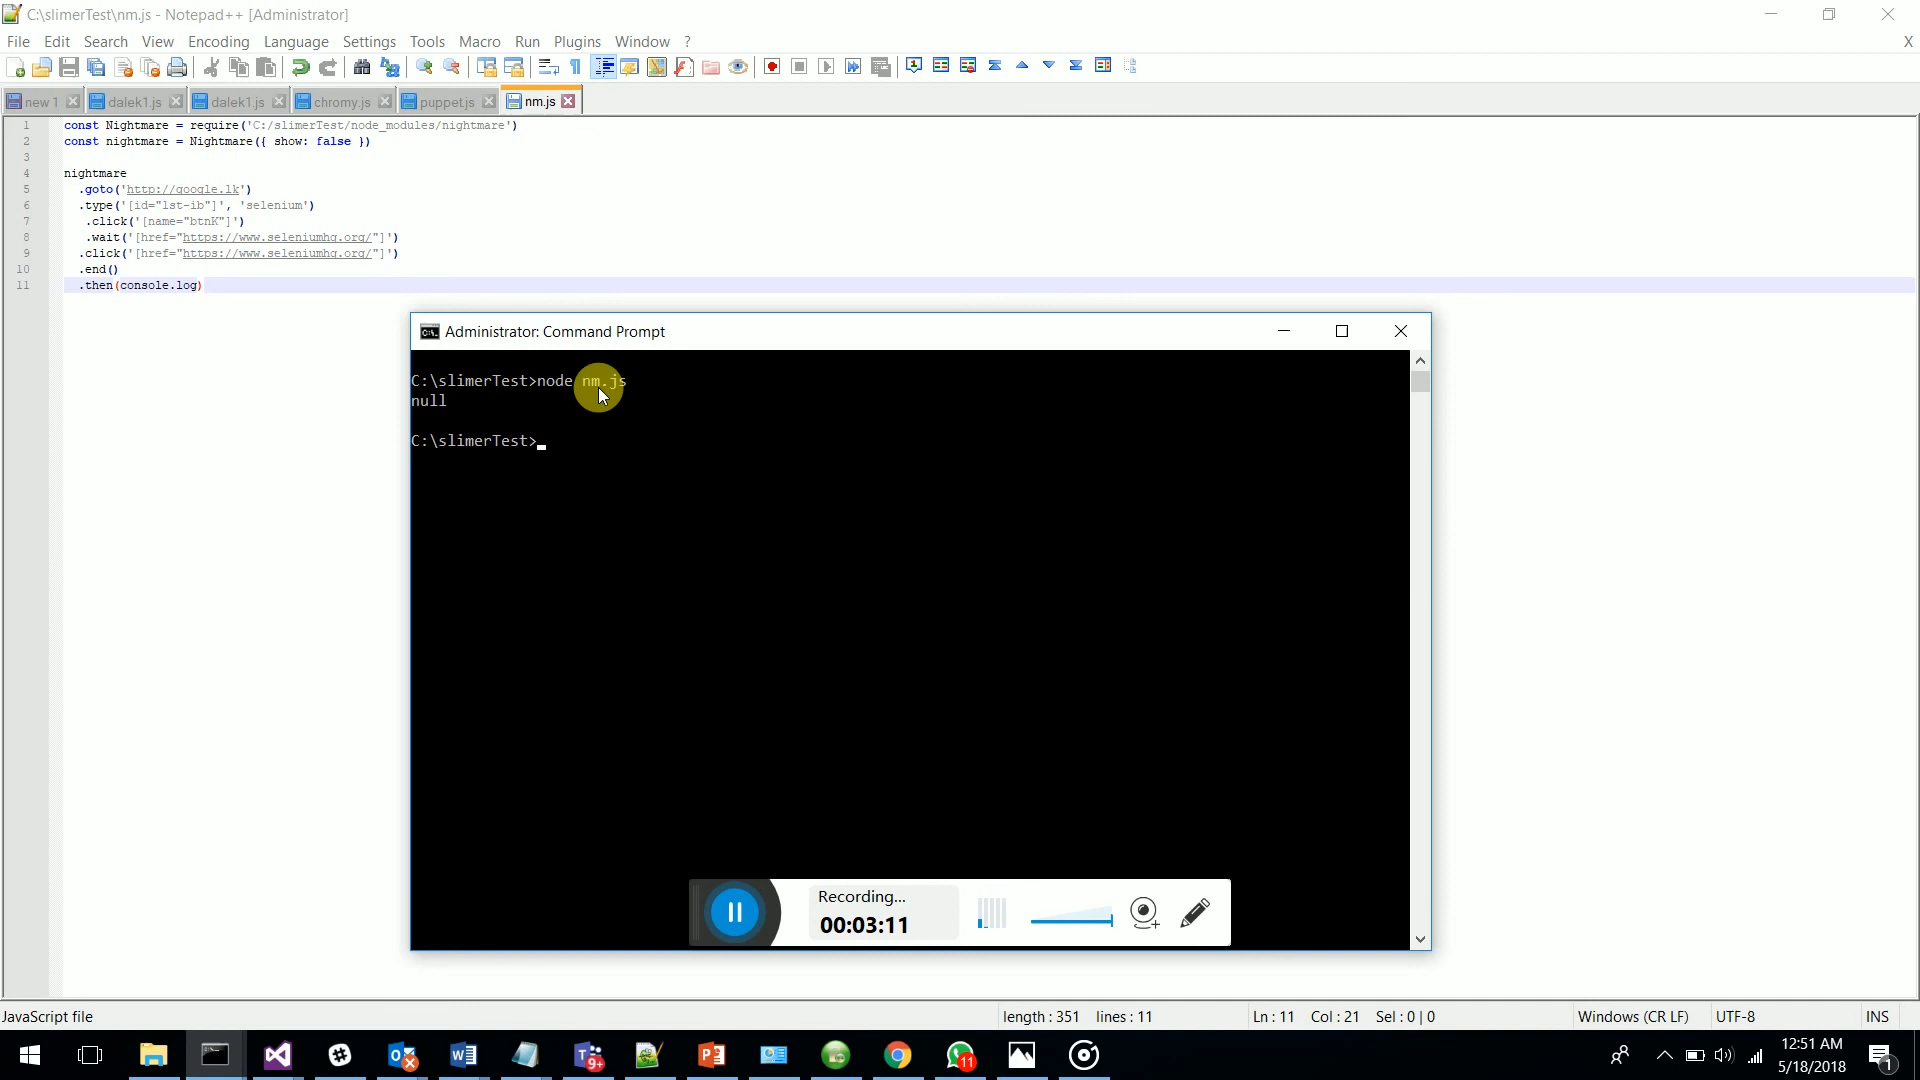 C:\slimerTest\nm.js - Notepad++ [Administrator]
File Edit Search View Encoding Language Settings Tools Macro Run Plugins Window ?
X
new 1 dalek1.js dalek1.js chromy.js puppet.js nm.js
1 const Nightmare = require('C:/slimerTest/node_modules/nightmare')
2 const nightmare = Nightmare({ show: false })
3
4 nightmare
5 .goto('http://google.lk')
6 .type('[id="lst-ib"]', 'selenium')
7 .click('[name="btnK"]')
8 .wait('[href="https://www.seleniumhq.org/"]')
9 .click('[href="https://www.seleniumhq.org/"]')
10 .end()
11 .then(console.log)
Administrator: Command Prompt
C:\slimerTest>node nm.js
null
C:\slimerTest>
Recording...
00:03:11
JavaScript file length : 351 lines : 11 Ln : 11 Col : 21 Sel : 0 | 0 Windows (CR LF) UTF-8 INS
9+
11
12:51 AM
5/18/2018
1